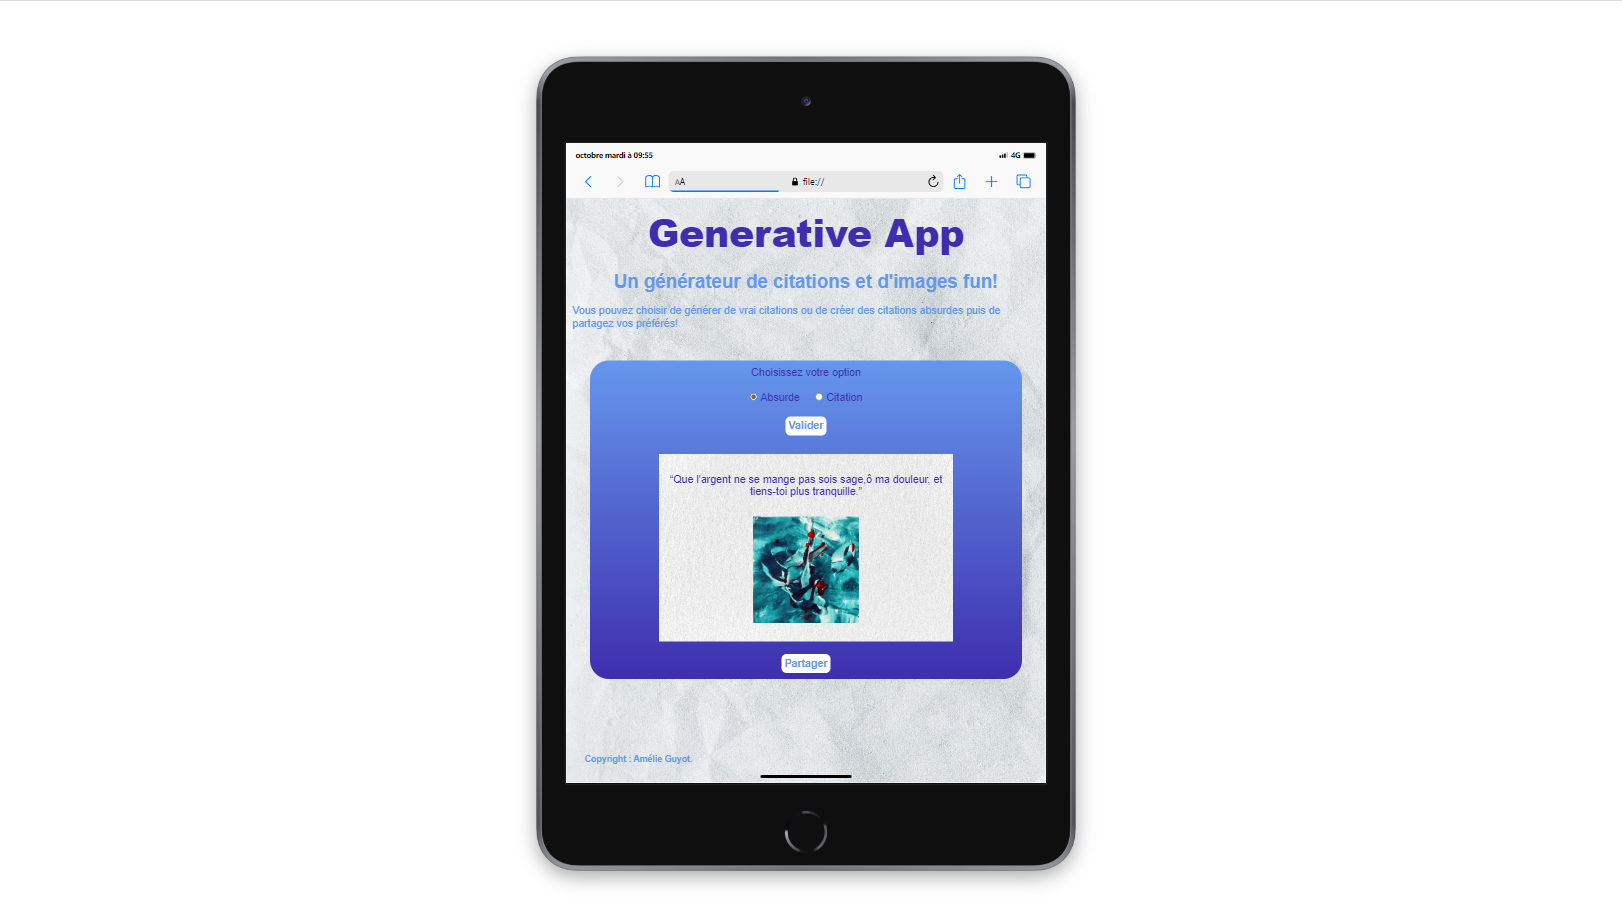 octobre mardi à 09:55
4G
AA
file://
Generative App
Un générateur de citations et d'images fun!
Vous pouvez choisir de générer de vrai citations ou de créer des citations absurdes puis de
partagez vos préférés!
Choisissez votre option
Absurde Citation
Valider
“Que l'argent ne se mange pas sois sage,ô ma douleur, et
tiens-toi plus tranquille.”
Partager
Copyright : Amélie Guyot.